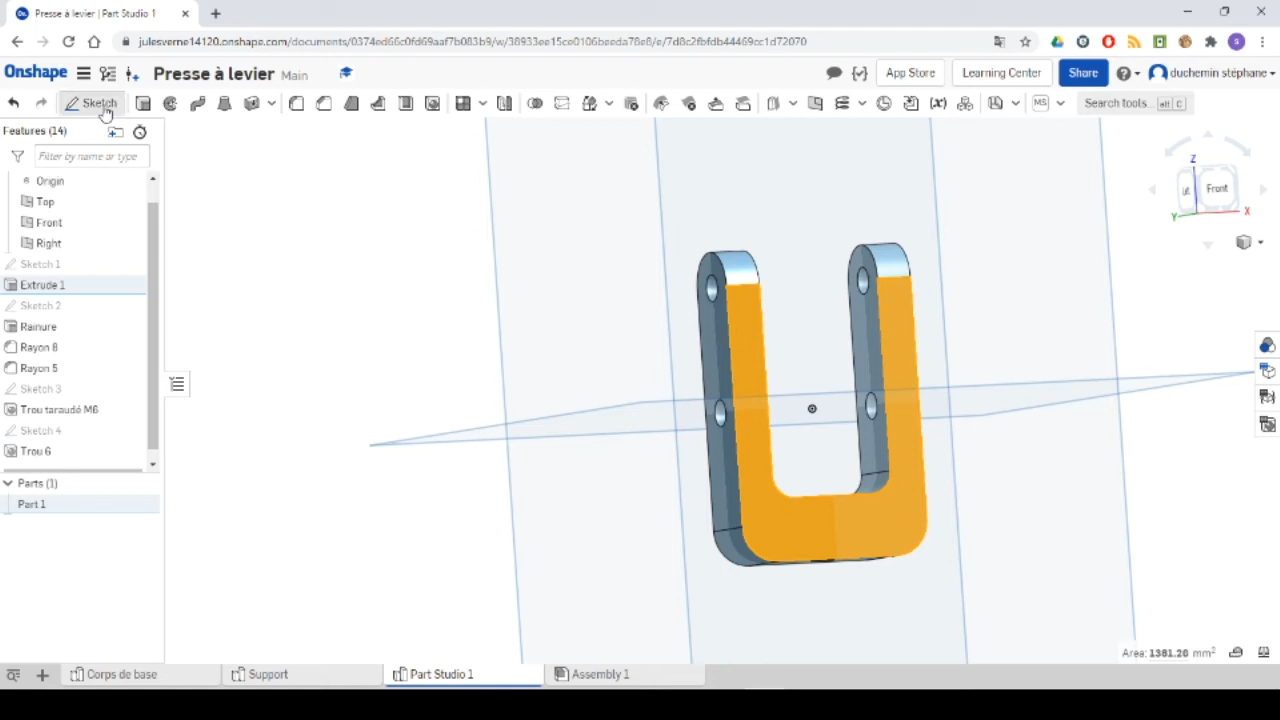 Presse à levier | Part Studio 1
julesverne14120.onshape.com/documents/0374ed66c0fd69aaf7b083b9/w/38933ee15ce0106beeda78e8/e/7d8c2fbfdb44469cc1d72070
Onshape
Presse à levier Main
App Store
Learning Center
Share
duchemin stéphane
Sketch
MS
Search tools... alt C
Features (14)
Filter by name or type
Origin
Top
Front
Right
Sketch 1
Extrude 1
Sketch 2
Rainure
Rayon 8
Rayon 5
Sketch 3
Trou taraudé M6
Sketch 4
Trou 6
Parts (1)
Part 1
Z
Front
Y
X
Area: 1381.20 mm²
Corps de base
Support
Part Studio 1
Assembly 1